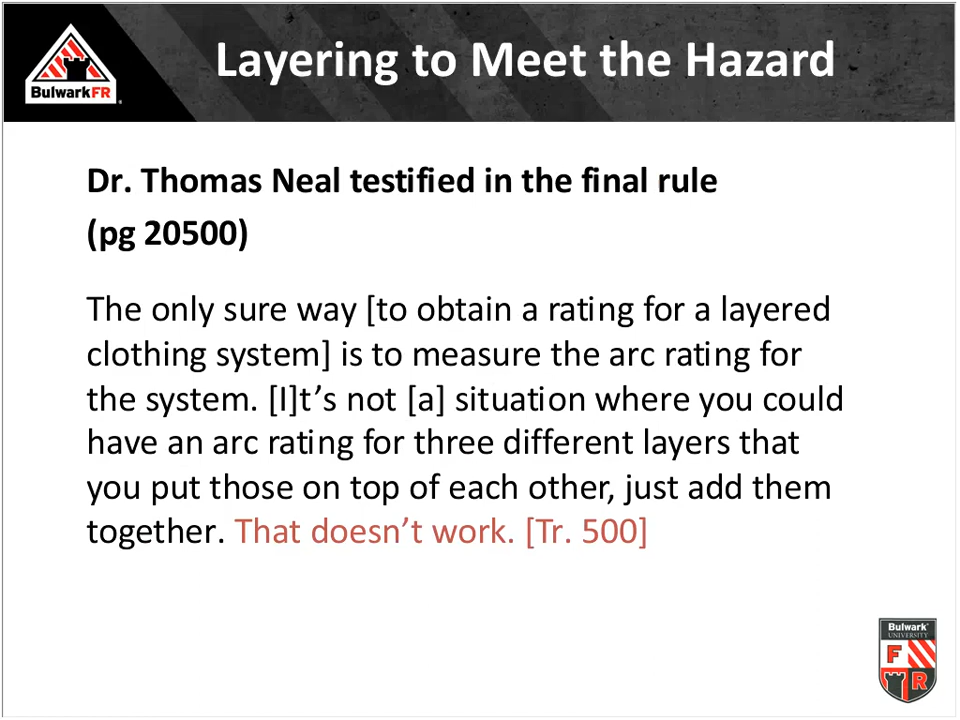 Layering to Meet the Hazard
BulwarkFR
Dr. Thomas Neal testified in the final rule
(pg 20500)
The only sure way [to obtain a rating for a layered
clothing system] is to measure the arc rating for
the system. [I]t’s not [a] situation where you could
have an arc rating for three different layers that
you put those on top of each other, just add them
together. That doesn’t work. [Tr. 500]
Bulwark
UNIVERSITY
F
R